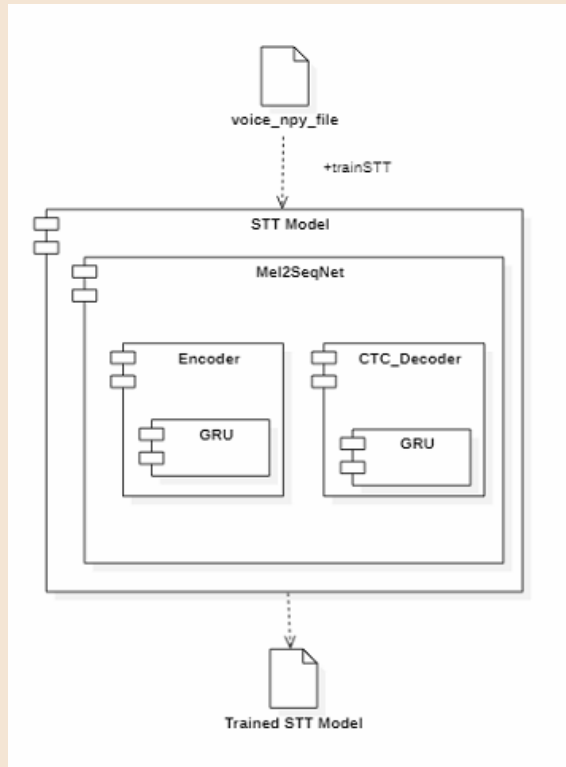 voice_npy_file
+trainSTT
STT Model
Mel2SeqNet
Encoder
CTC_Decoder
GRU
GRU
Trained STT Model